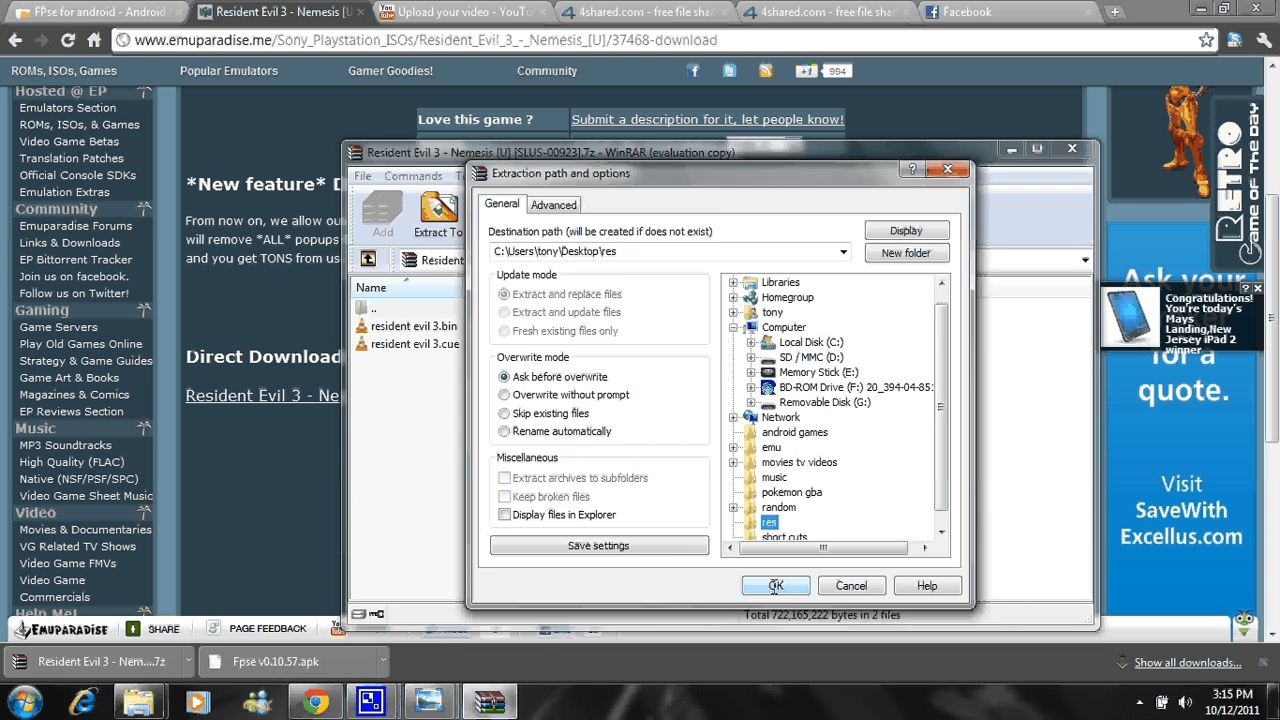 FPse for android - Android
Resident Evil 3 - Nemesis [U]
Upload your video - YouTu
4shared.com - free file shar
4shared.com - free file shar
Facebook
www.emuparadise.me/Sony_Playstation_ISOs/Resident_Evil_3_-_Nemesis_[U]/37468-download
ROMs, ISOs, Games
Popular Emulators
Gamer Goodies!
Community
+1
994
Hosted @ EP
Emulators Section
ROMs, ISOs, & Games
Video Game Betas
Translation Patches
Official Console SDKs
Emulation Extras
Community
Emuparadise Forums
Links & Downloads
EP Bittorrent Tracker
Join us on facebook.
Follow us on Twitter!
Gaming
Game Servers
Play Old Games Online
Strategy & Game Guides
Game Art & Books
Magazines & Comics
EP Reviews Section
Music
MP3 Soundtracks
High Quality (FLAC)
Native (NSF/PSF/SPC)
Video Game Sheet Music
Video
Movies & Documentaries
VG Related TV Shows
Video Game FMVs
Video Game
Commercials
Help Me!
Love this game ?
Submit a description for it, let people know!
*New feature* D
From now on, we allow ou
will remove *ALL* popups
and you get TONS from us
Direct Download
Resident Evil 3 - Ne
Resident Evil 3 - Nemesis [U] [SLUS-00923].7z - WinRAR (evaluation copy)
File
Commands
Add
Extract To
Resident
Name
..
resident evil 3.bin
resident evil 3.cue
Total 722,165,222 bytes in 2 files
Extraction path and options
General
Advanced
Destination path (will be created if does not exist)
C:\Users\tony\Desktop\res
Display
New folder
Update mode
Extract and replace files
Extract and update files
Fresh existing files only
Overwrite mode
Ask before overwrite
Overwrite without prompt
Skip existing files
Rename automatically
Miscellaneous
Extract archives to subfolders
Keep broken files
Display files in Explorer
Save settings
Libraries
Homegroup
tony
Computer
Local Disk (C:)
SD / MMC (D:)
Memory Stick (E:)
BD-ROM Drive (F:) 20_394-04-851
Removable Disk (G:)
Network
android games
emu
movies tv videos
music
pokemon gba
random
res
short cuts
OK
Cancel
Help
RETRO
GAME OF THE DAY
Ask your
Congratulations!
You're today's
Mays
Landing,New
Jersey iPad 2
winner
for a
quote.
Visit
SaveWith
Excellus.com
EMUPARADISE
SHARE
PAGE FEEDBACK
Resident Evil 3 - Nem....7z
Fpse v0.10.57.apk
Show all downloads...
3:15 PM
10/12/2011